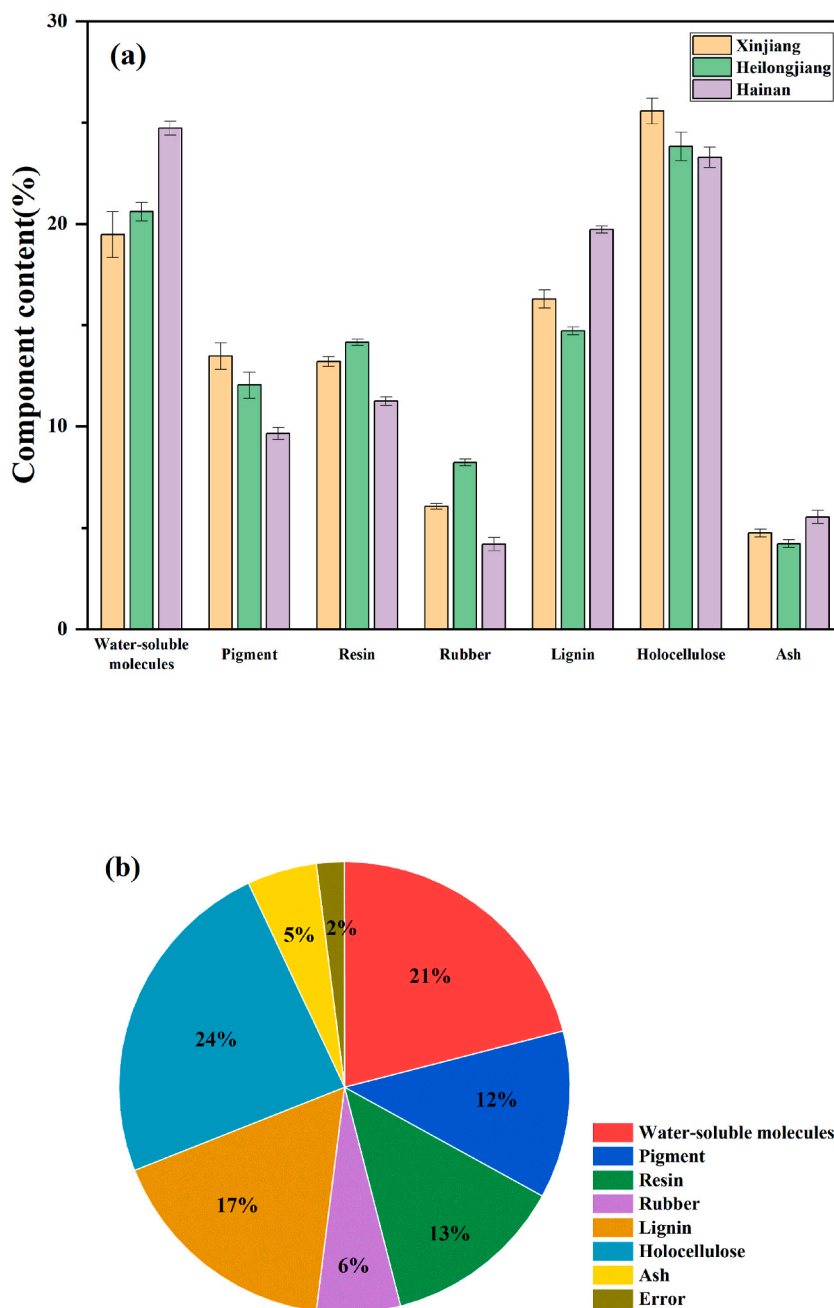 30
(a)
Xinjiang
Heilongjiang
Hainan
Component content(%)
20
10
0
Water-soluble
molecules
Pigment
Resin
Rubber
Lignin
Holocellulose
Ash
(b)
5%
2%
21%
24%
12%
17%
13%
6%
Water-soluble molecules
Pigment
Resin
Rubber
Lignin
Holocellulose
Ash
Error